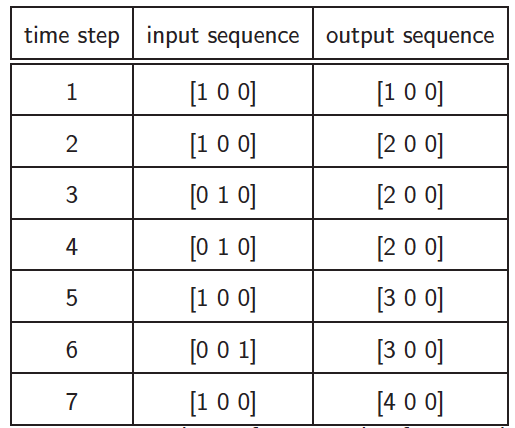 time step input sequence output sequence
1 [1 0 0] [1 0 0]
2 [1 0 0] [2 0 0]
3 [0 1 0] [2 0 0]
4 [0 1 0] [2 0 0]
5 [1 0 0] [3 0 0]
6 [0 0 1] [3 0 0]
7 [1 0 0] [4 0 0]